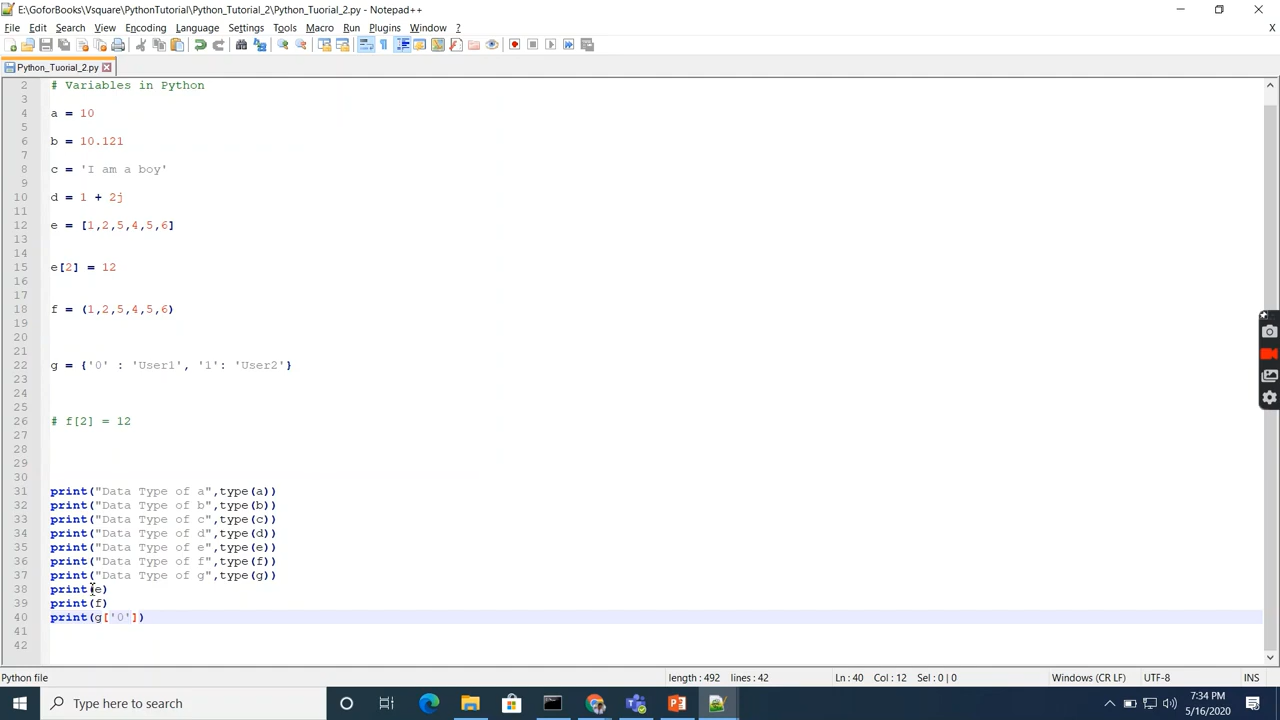 E:\GoforBooks\Vsquare\PythonTutorial\Python_Tutorial_2\Python_Tuorial_2.py - Notepad++
File Edit Search View Encoding Language Settings Tools Macro Run Plugins Window ?
X
Python_Tuorial_2.py
2 # Variables in Python
3
4 a = 10
5
6 b = 10.121
7
8 c = 'I am a boy'
9
10 d = 1 + 2j
11
12 e = [1,2,5,4,5,6]
13
14
15 e[2] = 12
16
17
18 f = (1,2,5,4,5,6)
19
20
21
22 g = {'0' : 'User1', '1': 'User2'}
23
24
25
26 # f[2] = 12
27
28
29
30
31 print("Data Type of a",type(a))
32 print("Data Type of b",type(b))
33 print("Data Type of c",type(c))
34 print("Data Type of d",type(d))
35 print("Data Type of e",type(e))
36 print("Data Type of f",type(f))
37 print("Data Type of g",type(g))
38 print(e)
39 print(f)
40 print(g['0'])
41
42
Python file length : 492 lines : 42 Ln : 40 Col : 12 Sel : 0 | 0 Windows (CR LF) UTF-8 INS
Type here to search
7:34 PM
5/16/2020